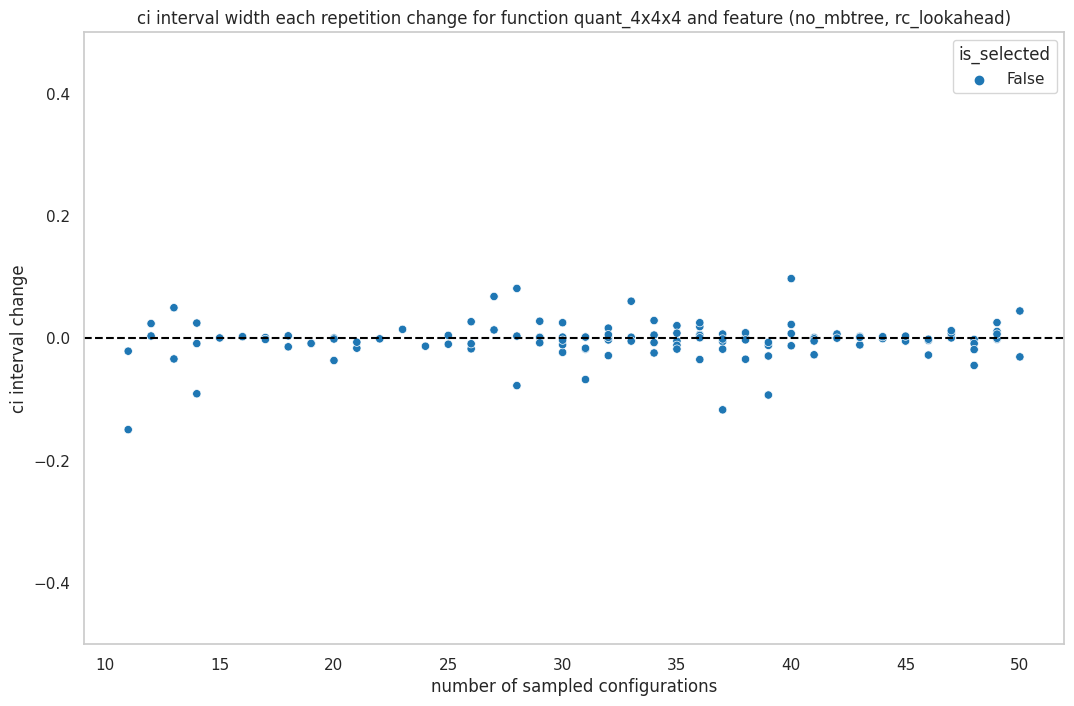 ci interval width each repetition change for function quant_4x4x4 and feature (no_mbtree, rc_lookahead)
is_selected
False
ci interval change
0.4
0.2
0.0
−0.2
−0.4
10 15 20 25 30 35 40 45 50
number of sampled configurations